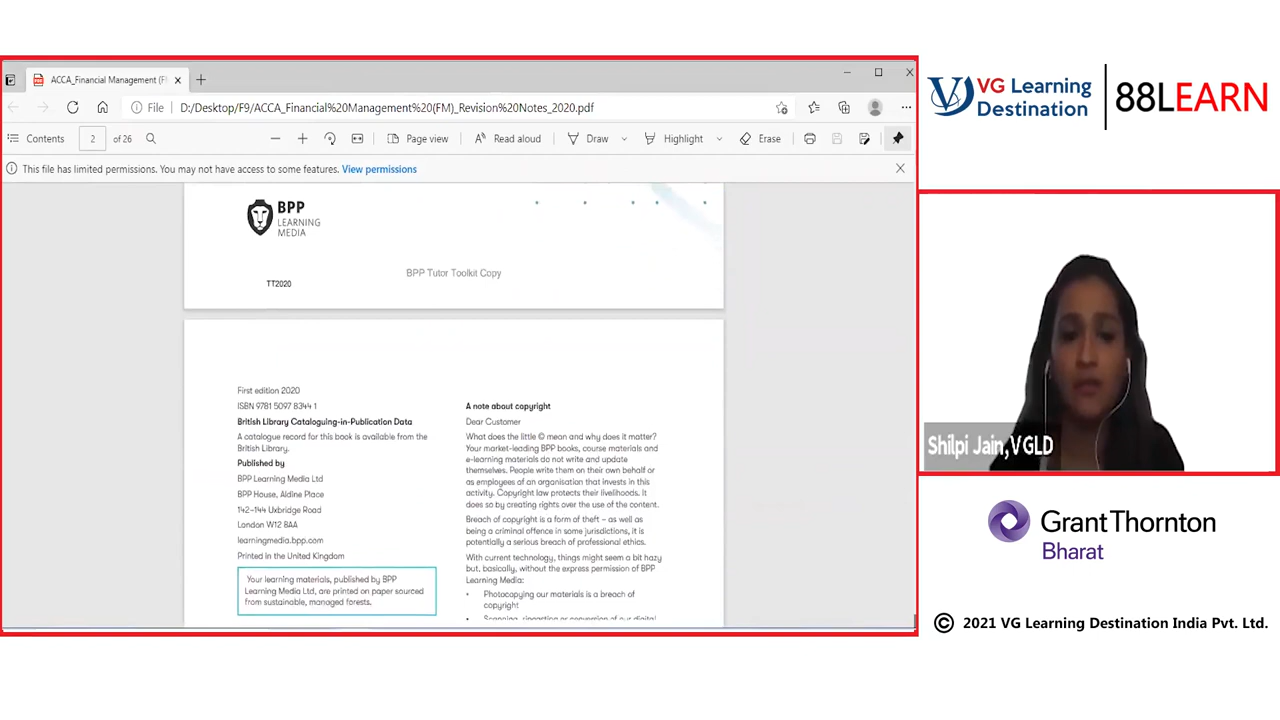 ACCA_Financial Management (F
File D:/Desktop/F9/ACCA_Financial%20Management%20(FM)_Revision%20Notes_2020.pdf
Contents 2 of 26 Page view Read aloud Draw Highlight Erase
This file has limited permissions. You may not have access to some features. View permissions
BPP
LEARNING
MEDIA
BPP Tutor Toolkit Copy
TT2020
First edition 2020
ISBN 9781 5097 8344 1
British Library Cataloguing-in-Publication Data
A catalogue record for this book is available from the
British Library.
Published by
BPP Learning Media Ltd
BPP House, Aldine Place
142–144 Uxbridge Road
London W12 8AA
learningmedia.bpp.com
Printed in the United Kingdom
Your learning materials, published by BPP
Learning Media Ltd, are printed on paper sourced
from sustainable, managed forests.
A note about copyright
Dear Customer
What does the little © mean and why does it matter?
Your market-leading BPP books, course materials and
e-learning materials do not write and update
themselves. People write them on their own behalf or
as employees of an organisation that invests in this
activity. Copyright law protects their livelihoods. It
does so by creating rights over the use of the content.
Breach of copyright is a form of theft – as well as
being a criminal offence in some jurisdictions, it is
potentially a serious breach of professional ethics.
With current technology, things might seem a bit hazy
but, basically, without the express permission of BPP
Learning Media:
• Photocopying our materials is a breach of
copyright
• Scanning, ripcasting or conversion of our digital
VG Learning
Destination
88LEARN
Shilpi Jain,VGLD
Grant Thornton
Bharat
© 2021 VG Learning Destination India Pvt. Ltd.